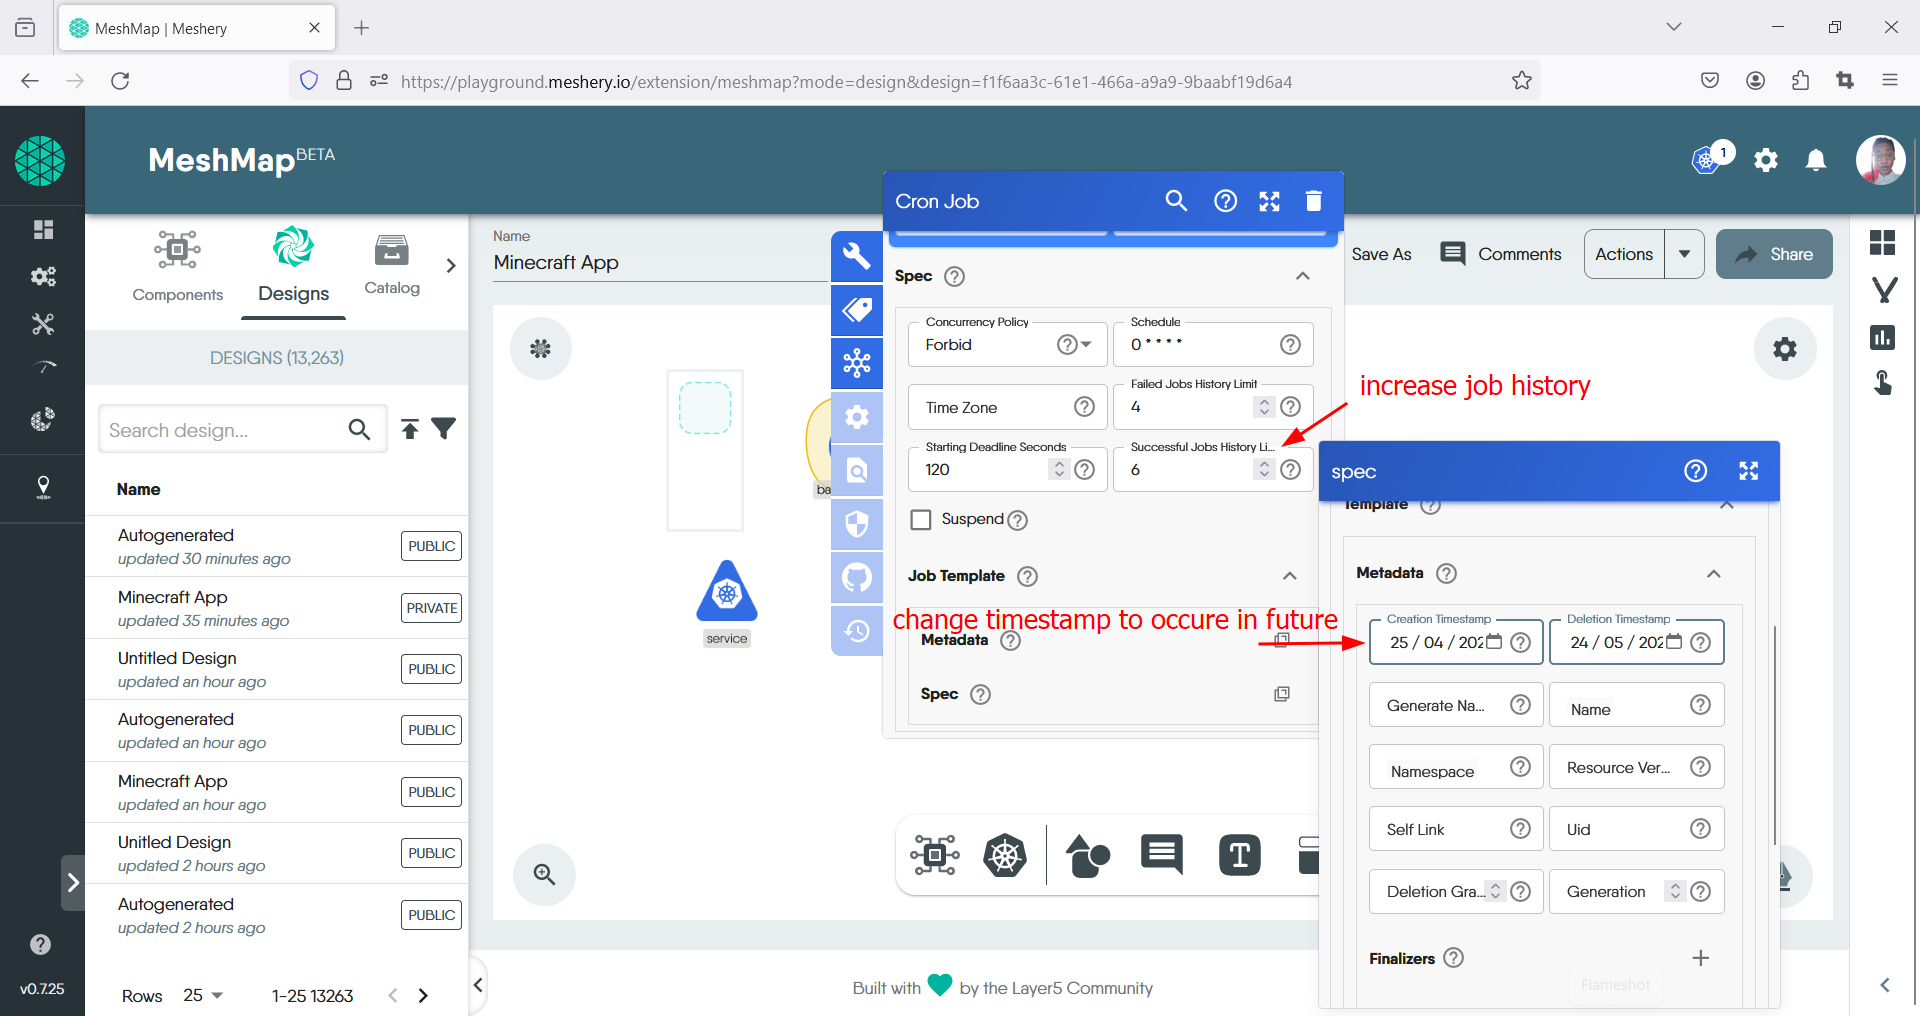 MeshMap | Meshery
https://playground.meshery.io/extension/meshmap?mode=design&design=f1f6aa3c-61e1-466a-a9a9-9baabf19d6a4
MeshMapBETA
1
Components
Designs
Catalog
DESIGNS (13,263)
Search design...
Name
Autogenerated
updated 30 minutes ago
PUBLIC
Minecraft App
updated 35 minutes ago
PRIVATE
Untitled Design
updated an hour ago
PUBLIC
Autogenerated
updated an hour ago
PUBLIC
Minecraft App
updated an hour ago
PUBLIC
Unitled Design
updated 2 hours ago
PUBLIC
Autogenerated
updated 2 hours ago
PUBLIC
Rows 25 1-25 13263
v0.7.25
Name
Minecraft App
Save As
Comments
Actions
Share
ba
service
Cron Job
Spec
Concurrency Policy
Forbid
Schedule
0 * * * *
Time Zone
Failed Jobs History Limit
4
Starting Deadline Seconds
120
Successful Jobs History Li...
6
Suspend
Job Template
Metadata
Spec
increase job history
change timestamp to occure in future
spec
Template
Metadata
Creation Timestamp
25 / 04 / 202
Deletion Timestamp
24 / 05 / 202
Generate Na...
Name
Namespace
Resource Ver...
Self Link
Uid
Deletion Gra...
Generation
Finalizers
Flameshot
T
Built with by the Layer5 Community